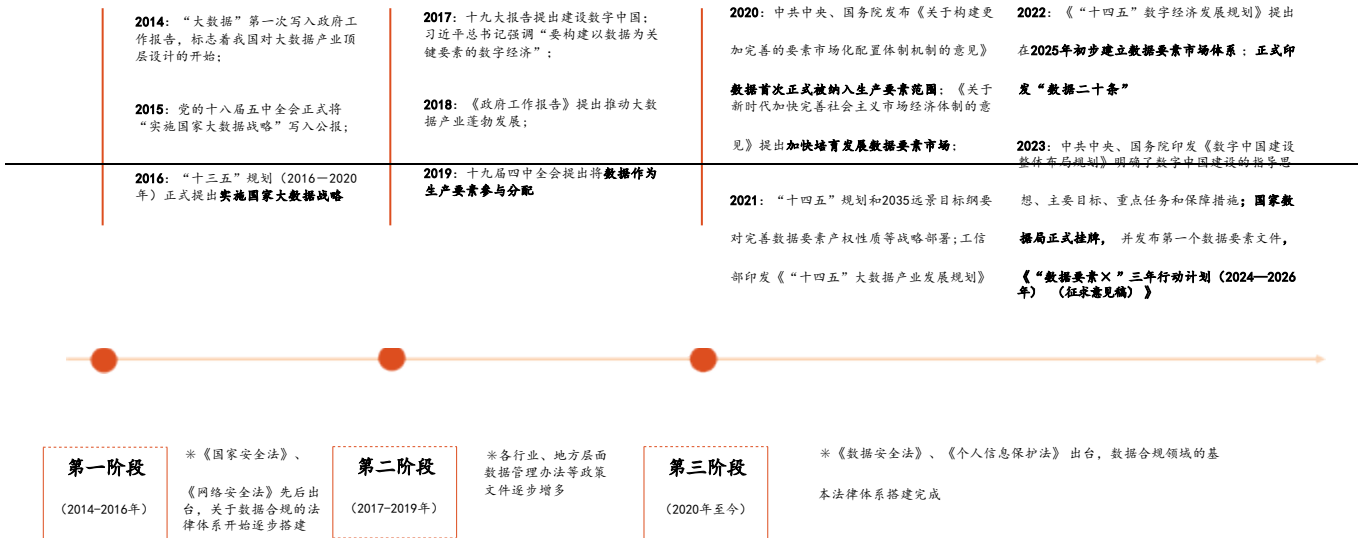 2014：“大数据”第一次写入政府工
作报告，标志着我国对大数据产业顶
层设计的开始；
2015：党的十八届五中全会正式将
“实施国家大数据战略”写入公报；
2016：“十三五”规划（2016—2020
年）正式提出实施国家大数据战略
2017：十九大报告提出建设数字中国；
习近平总书记强调“要构建以数据为关
键要素的数字经济”；
2018：《政府工作报告》提出推动大数
据产业蓬勃发展；
2019：十九届四中全会提出将数据作为
生产要素参与分配
2020：中共中央、国务院发布《关于构建更
加完善的要素市场化配置体制机制的意见》
数据首次正式被纳入生产要素范围；《关于
新时代加快完善社会主义市场经济体制的意
见》提出加快培育发展数据要素市场；
2021：“十四五”规划和2035远景目标纲要
对完善数据要素产权性质等战略部署;工信
部印发《“十四五”大数据产业发展规划》
2022：《“十四五”数字经济发展规划》提出
在2025年初步建立数据要素市场体系；正式印
发“数据二十条”
2023：中共中央、国务院印发《数字中国建设
整体布局规划》明确了数字中国建设的指导思
想、主要目标、重点任务和保障措施；国家数
据局正式挂牌， 并发布第一个数据要素文件，
《“数据要素×”三年行动计划（2024—2026
年） （征求意见稿）》
第一阶段
（2014-2016年）
※《国家安全法》、
《网络安全法》先后出
台，关于数据合规的法
律体系开始逐步搭建
第二阶段
（2017-2019年）
※各行业、地方层面
数据管理办法等政策
文件逐步增多
第三阶段
（2020年至今）
※《数据安全法》、《个人信息保护法》 出台，数据合规领域的基
本法律体系搭建完成